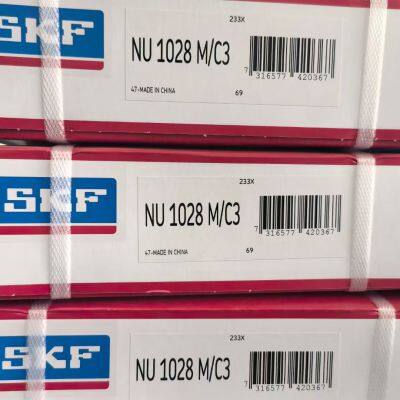 SKF
233X
NU 1028 M/C3
7 316577 420367
47-MADE IN CHINA
69
SKF
233X
NU 1028 M/C3
7 316577 420367
47-MADE IN CHINA
69
SKF
233X
NU 1028 M/C3
7 316577 420367